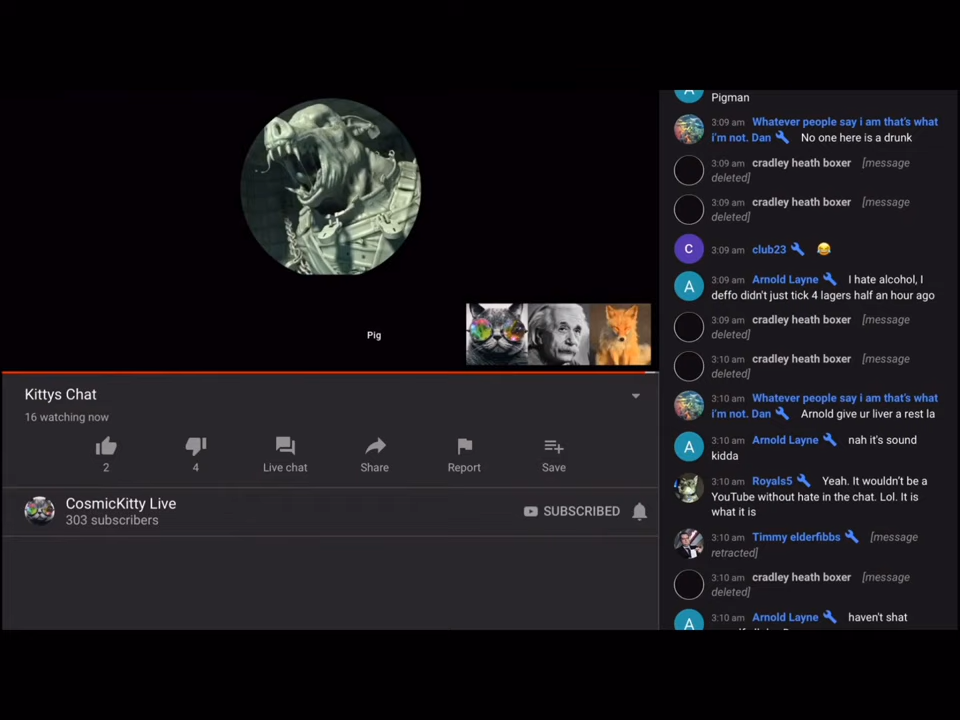 Pig
Kittys Chat
16 watching now
2
4
Live chat
Share
Report
Save
CosmicKitty Live
303 subscribers
SUBSCRIBED
A
Pigman
3:09 am Whatever people say i am that's what
i'm not. Dan No one here is a drunk
3:09 am cradley heath boxer [message
deleted]
3:09 am cradley heath boxer [message
deleted]
C
3:09 am club23 😂
A
3:09 am Arnold Layne I hate alcohol, I
deffo didn't just tick 4 lagers half an hour ago
3:09 am cradley heath boxer [message
deleted]
3:10 am cradley heath boxer [message
deleted]
3:10 am Whatever people say i am that's what
i'm not. Dan Arnold give ur liver a rest la
A
3:10 am Arnold Layne nah it's sound
kidda
3:10 am Royals5 Yeah. It wouldn't be a
YouTube without hate in the chat. Lol. It is
what it is
3:10 am Timmy elderfibbs [message
retracted]
3:10 am cradley heath boxer [message
deleted]
A
3:10 am Arnold Layne haven't shat